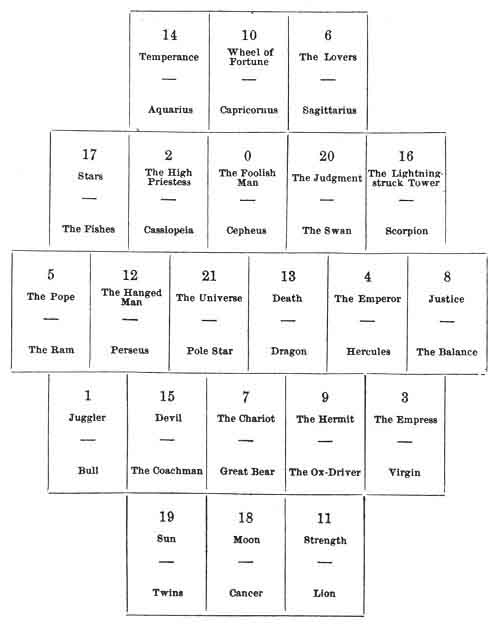 14 10 6
Temperance Wheel of Fortune The Lovers
— — —
Aquarius Capricornus Sagittarius
17 2 0 20 16
Stars The High Priestess The Foolish Man The Judgment The Lightning-struck Tower
— — — — —
The Fishes Cassiopeia Cepheus The Swan Scorpion
5 12 21 13 4 8
The Pope The Hanged Man The Universe Death The Emperor Justice
— — — — — —
The Ram Perseus Pole Star Dragon Hercules The Balance
1 15 7 9 3
Juggler Devil The Chariot The Hermit The Empress
— — — — —
Bull The Coachman Great Bear The Ox-Driver Virgin
19 18 11
Sun Moon Strength
— — —
Twins Cancer Lion